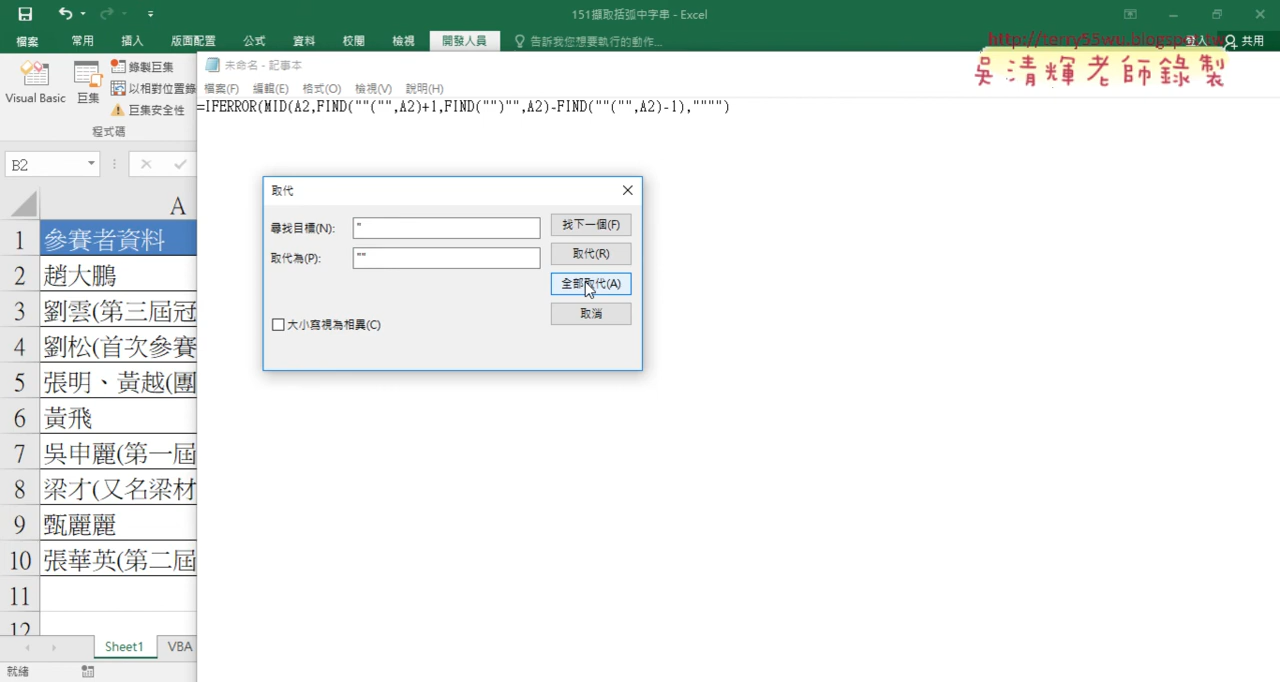 151擷取括弧中字串 - Excel
檔案 常用 插入 版面配置 公式 資料 校閱 檢視 開發人員 告訴我您想要執行的動作... 登入 共用
http://terry55wu.blogspot.tw
吳清輝老師錄製
Visual Basic
巨集
錄製巨集
以相對位置錄
巨集安全性
程式碼
未命名 - 記事本
檔案(F) 編輯(E) 格式(O) 檢視(V) 說明(H)
=IFERROR(MID(A2,FIND(""("",A2)+1,FIND("")"",A2)-FIND(""("",A2)-1),"""")
B2
A
1 參賽者資料
2 趙大鵬
3 劉雲(第三屆冠
4 劉松(首次參賽
5 張明、黃越(團
6 黃飛
7 吳申麗(第一屆
8 梁才(又名梁材
9 甄麗麗
10 張華英(第二屆
11
12
取代
尋找目標(N): "
取代為(P): ""
找下一個(F)
取代(R)
全部取代(A)
取消
大小寫視為相異(C)
Sheet1 VBA
就緒